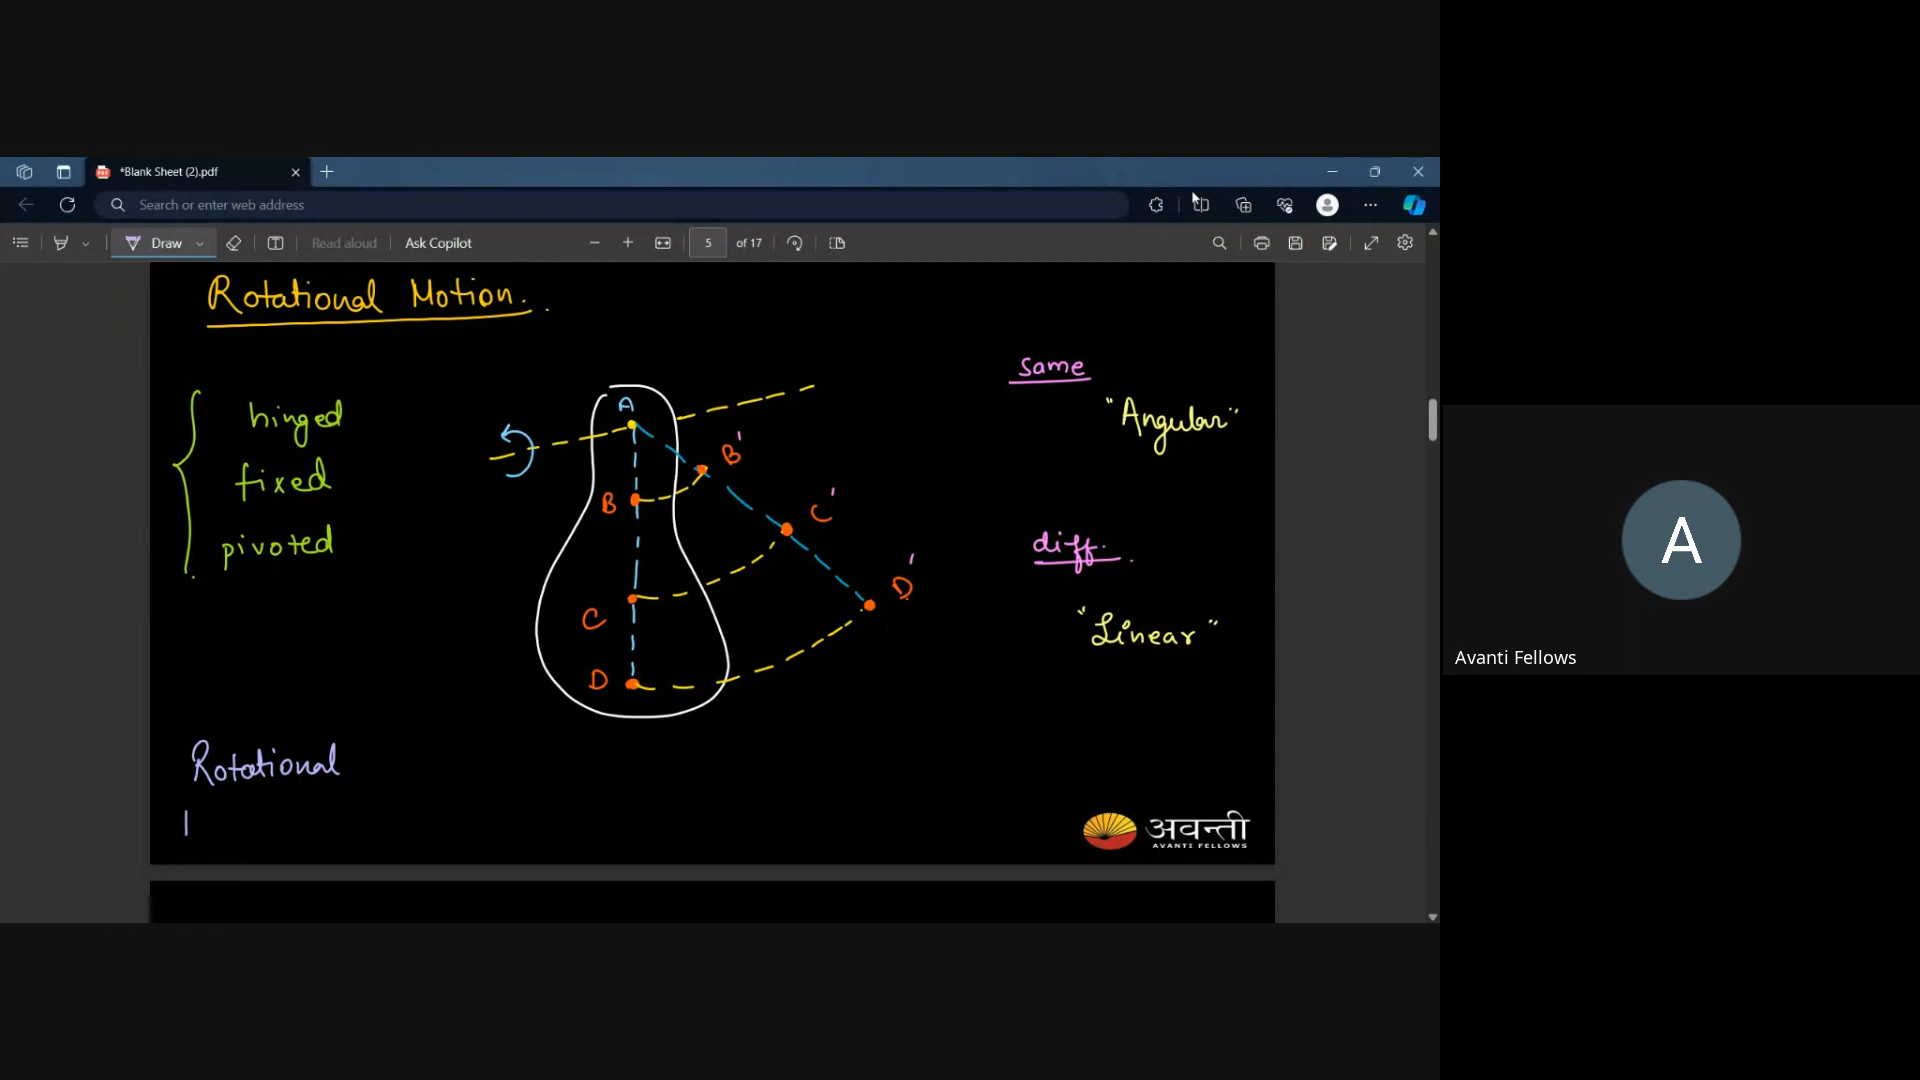 *Blank Sheet (2).pdf
Search or enter web address
Draw
Read aloud
Ask Copilot
5 of 17
Rotational Motion.
{ hinged
fixed
pivoted
A
B
B'
C
C'
D
D'
same
"Angular"
diff.
"Linear"
Rotational
अवन्ती
AVANTI FELLOWS
A
Avanti Fellows